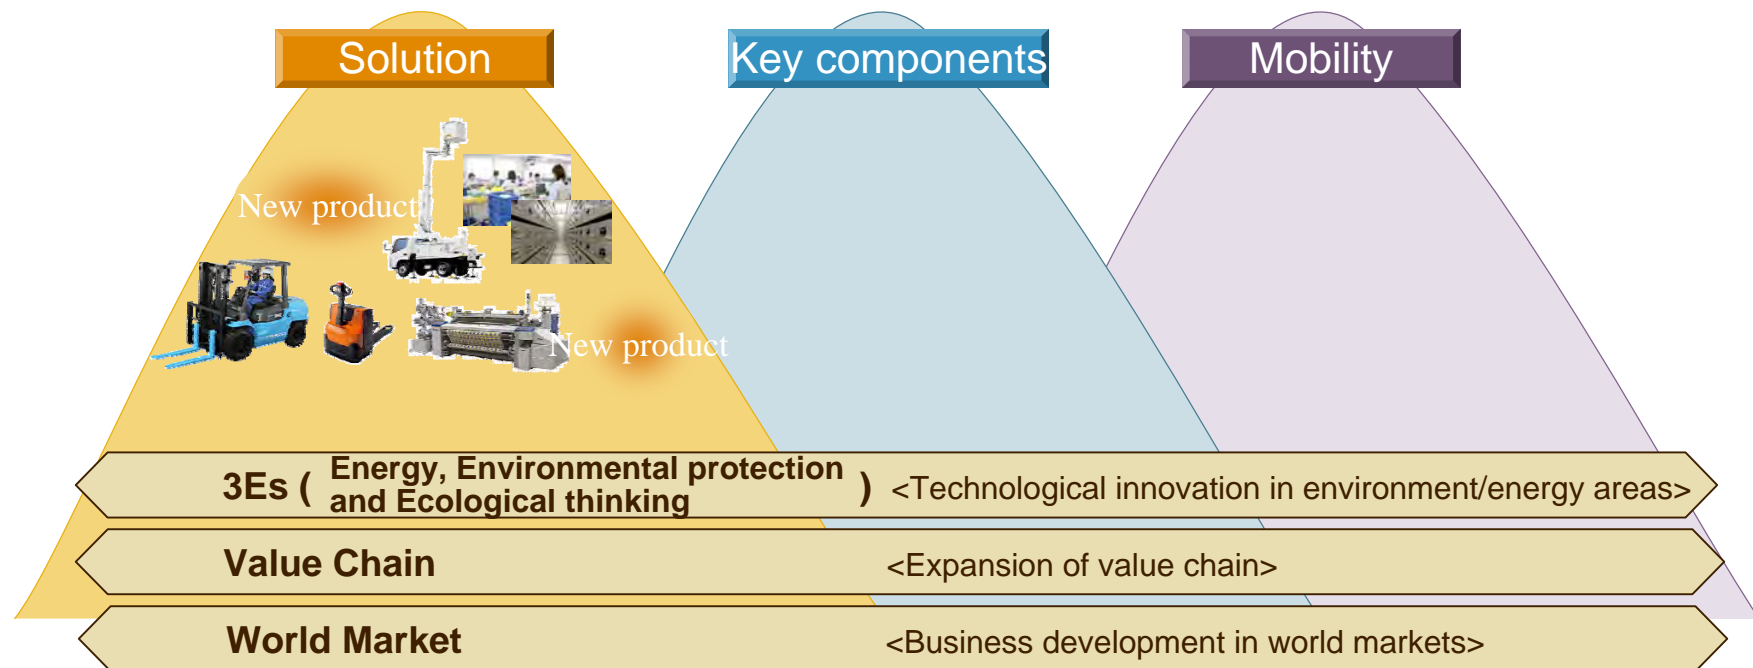 Solution
Key components
Mobility
New product
New product
3Es ( Energy, Environmental protection
and Ecological thinking ) <Technological innovation in environment/energy areas>
Value Chain <Expansion of value chain>
World Market <Business development in world markets>